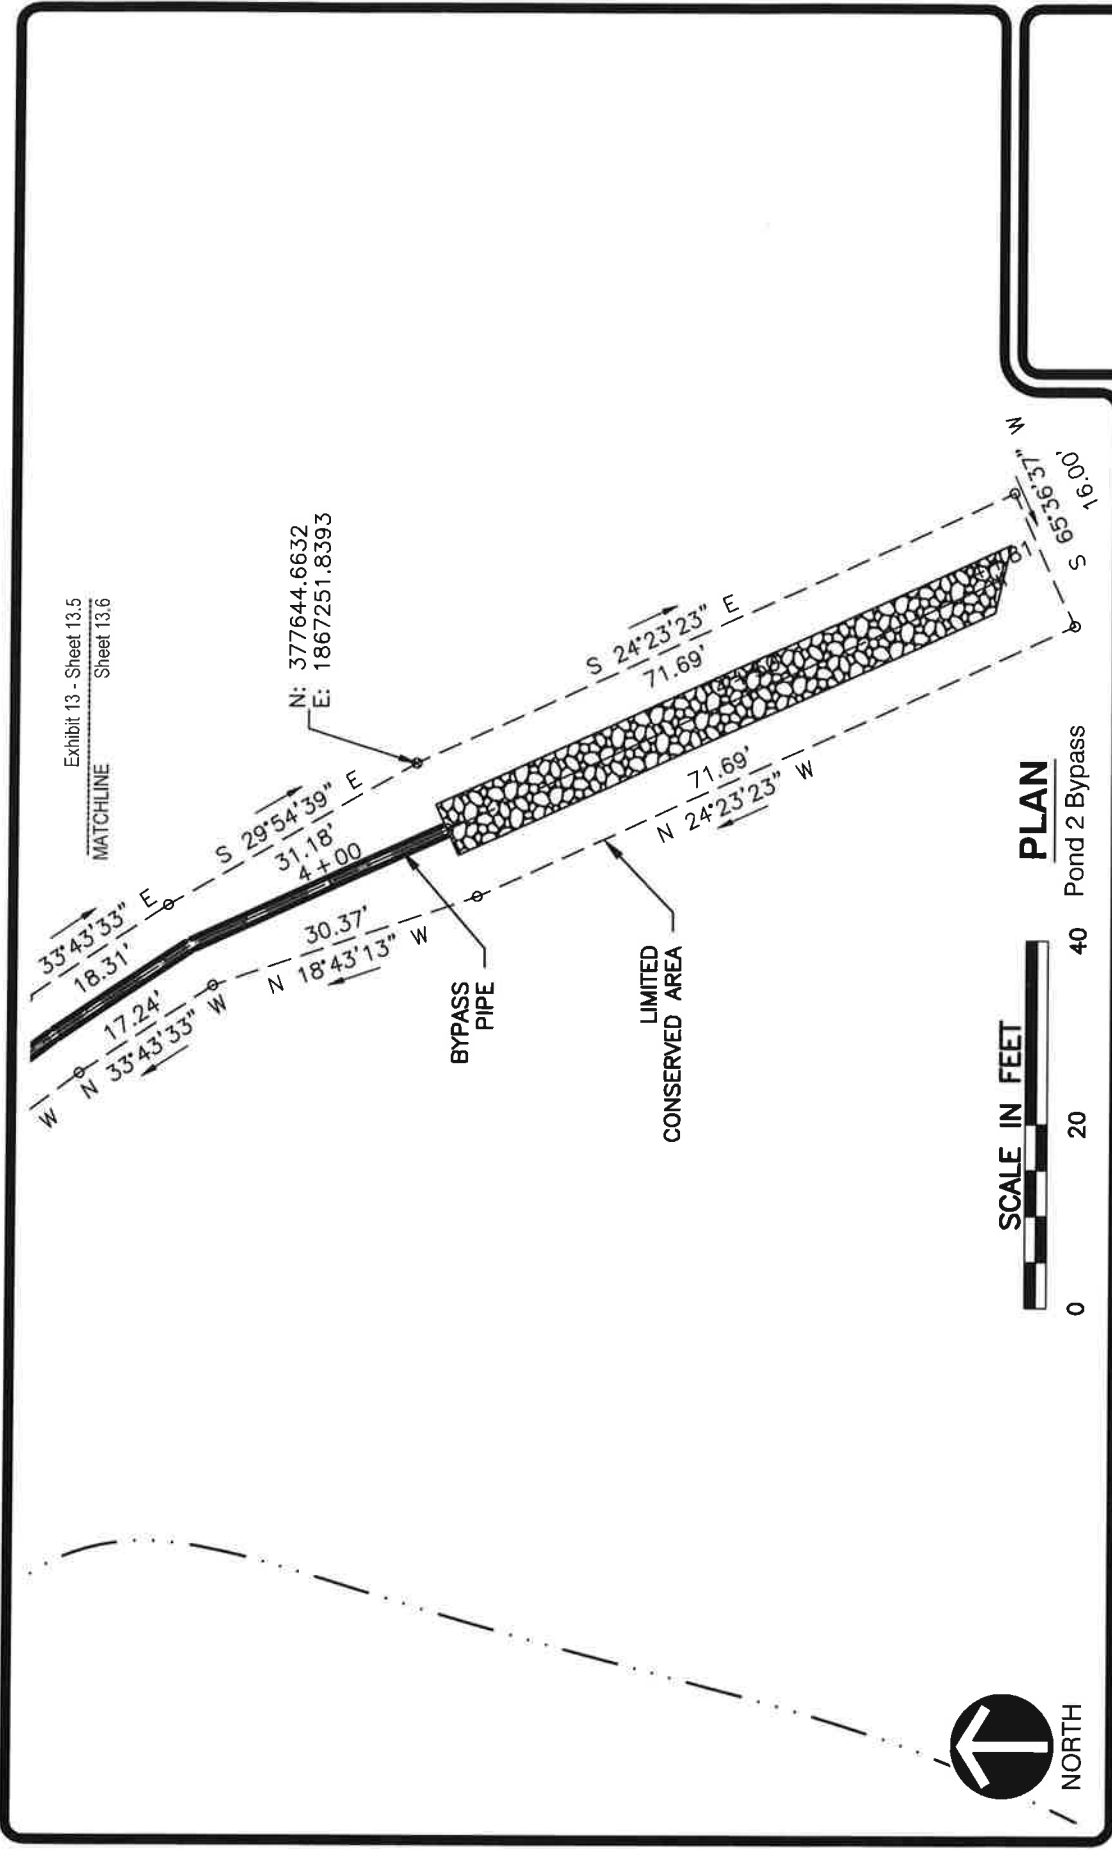 Exhibit 13 - Sheet 13.5
MATCHLINE Sheet 13.6
33°43'33" E
18.31'
S 29°54'39" E
31.18'
4+00
N: 377644.6632
E: 1867251.8393
W
17.24'
N 33°43'33" W
30.37'
N 18°43'13" W
S 24°23'23" E
71.69'
71.69'
N 24°23'23" W
S 65°36'37" W
16.00'
BYPASS
PIPE
LIMITED
CONSERVED AREA
SCALE IN FEET
0 20 40
PLAN
Pond 2 Bypass
NORTH